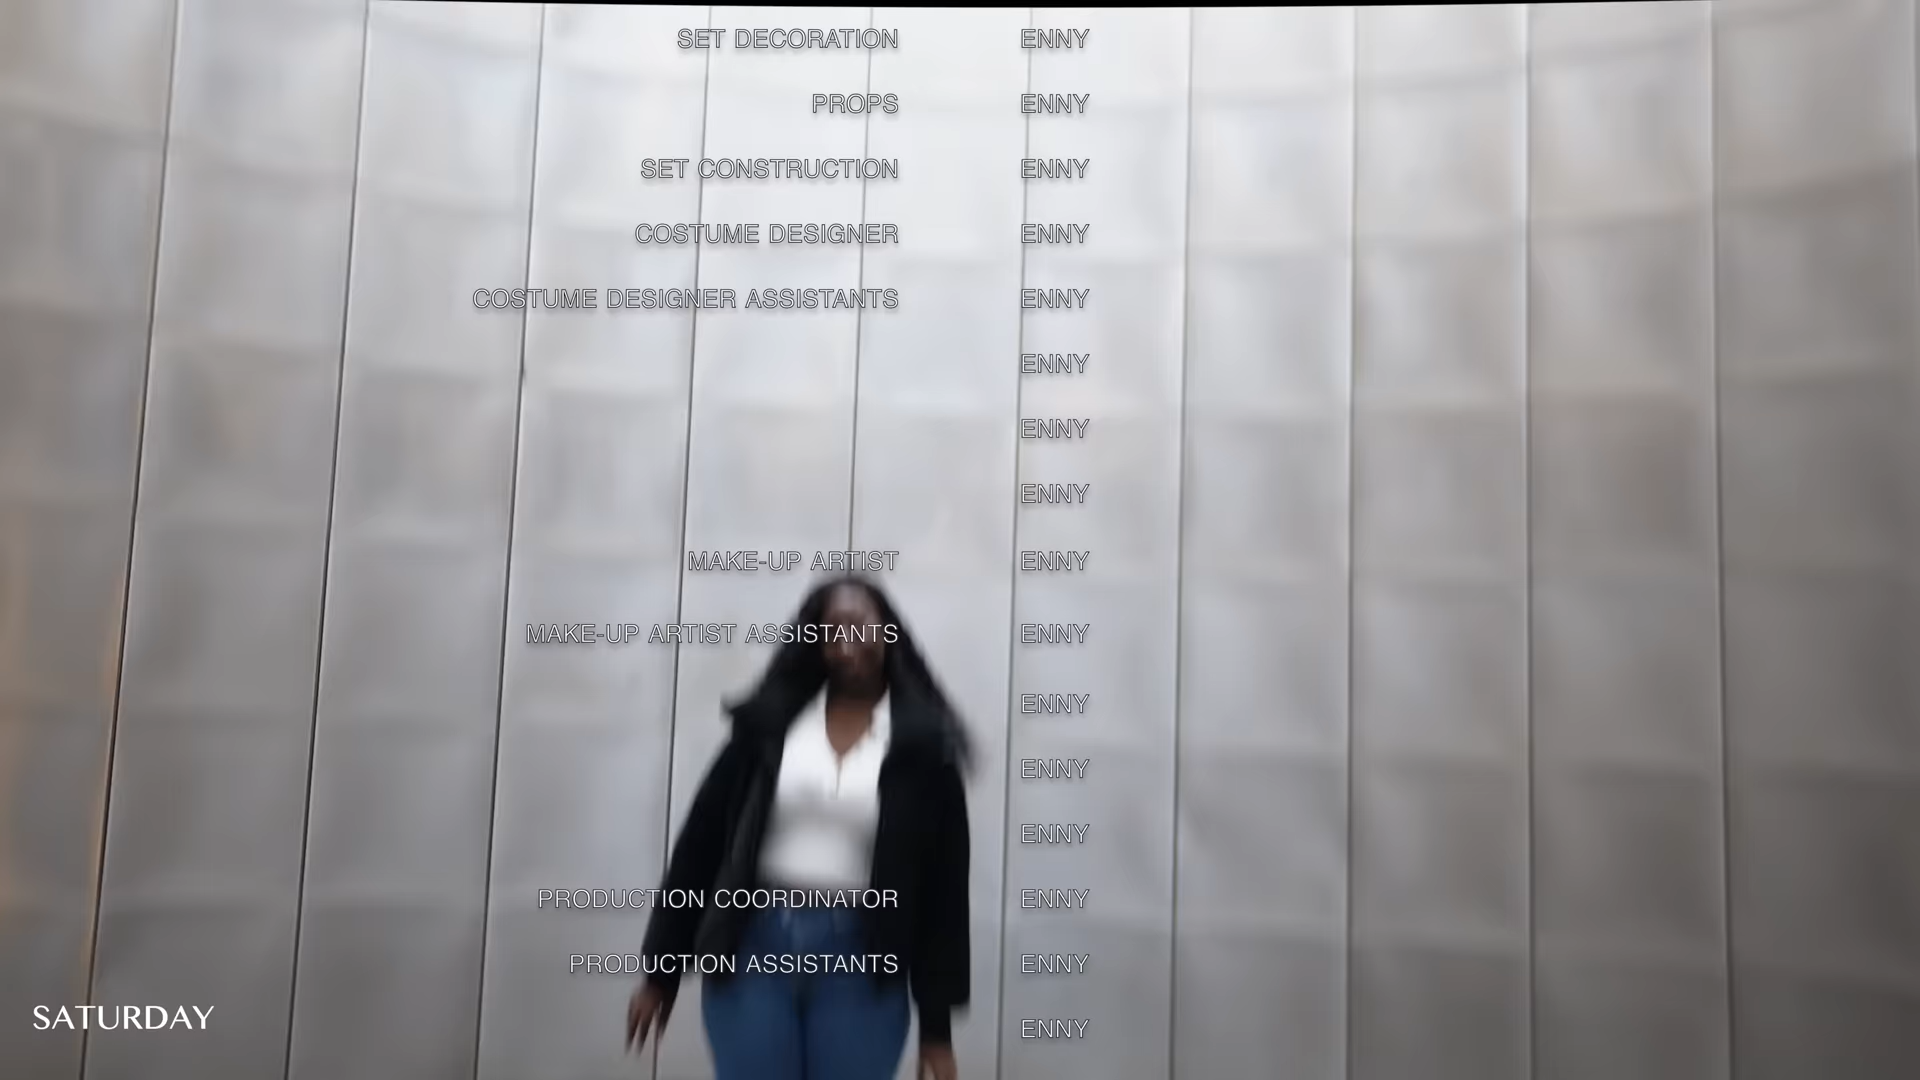 SET DECORATION ENNY
PROPS ENNY
SET CONSTRUCTION ENNY
COSTUME DESIGNER ENNY
COSTUME DESIGNER ASSISTANTS ENNY
ENNY
ENNY
ENNY
MAKE-UP ARTIST ENNY
MAKE-UP ARTIST ASSISTANTS ENNY
ENNY
ENNY
ENNY
PRODUCTION COORDINATOR ENNY
PRODUCTION ASSISTANTS ENNY
ENNY
SATURDAY